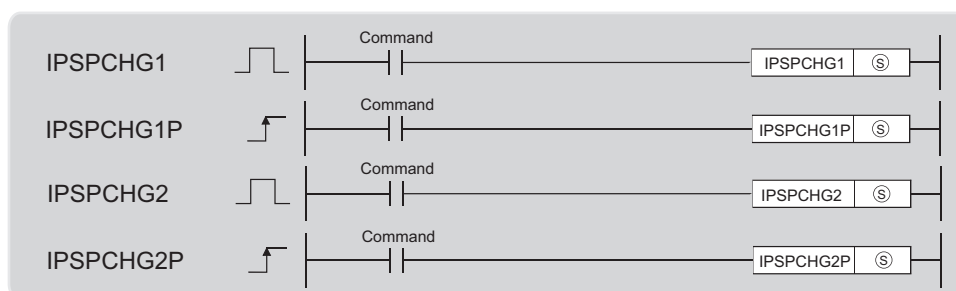 Command
IPSPCHG1 IPSPCHG1 Ⓢ
Command
IPSPCHG1P IPSPCHG1P Ⓢ
Command
IPSPCHG2 IPSPCHG2 Ⓢ
Command
IPSPCHG2P IPSPCHG2P Ⓢ